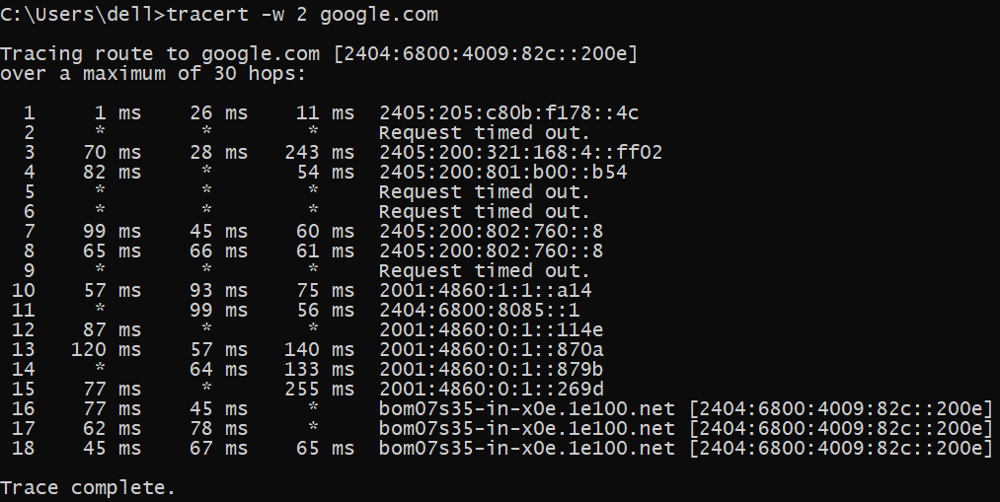 C:\Users\dell>tracert -w 2 google.com
Tracing route to google.com [2404:6800:4009:82c::200e]
over a maximum of 30 hops:
1 1 ms 26 ms 11 ms 2405:205:c80b:f178::4c
2 * * * Request timed out.
3 70 ms 28 ms 243 ms 2405:200:321:168:4::ff02
4 82 ms * 54 ms 2405:200:801:b00::b54
5 * * * Request timed out.
6 * * * Request timed out.
7 99 ms 45 ms 60 ms 2405:200:802:760::8
8 65 ms 66 ms 61 ms 2405:200:802:760::8
9 * * * Request timed out.
10 57 ms 93 ms 75 ms 2001:4860:1:1::a14
11 * 99 ms 56 ms 2404:6800:8085::1
12 87 ms * * 2001:4860:0:1::114e
13 120 ms 57 ms 140 ms 2001:4860:0:1::870a
14 * 64 ms 133 ms 2001:4860:0:1::879b
15 77 ms * 255 ms 2001:4860:0:1::269d
16 77 ms 45 ms * bom07s35-in-x0e.1e100.net [2404:6800:4009:82c::200e]
17 62 ms 78 ms * bom07s35-in-x0e.1e100.net [2404:6800:4009:82c::200e]
18 45 ms 67 ms 65 ms bom07s35-in-x0e.1e100.net [2404:6800:4009:82c::200e]
Trace complete.